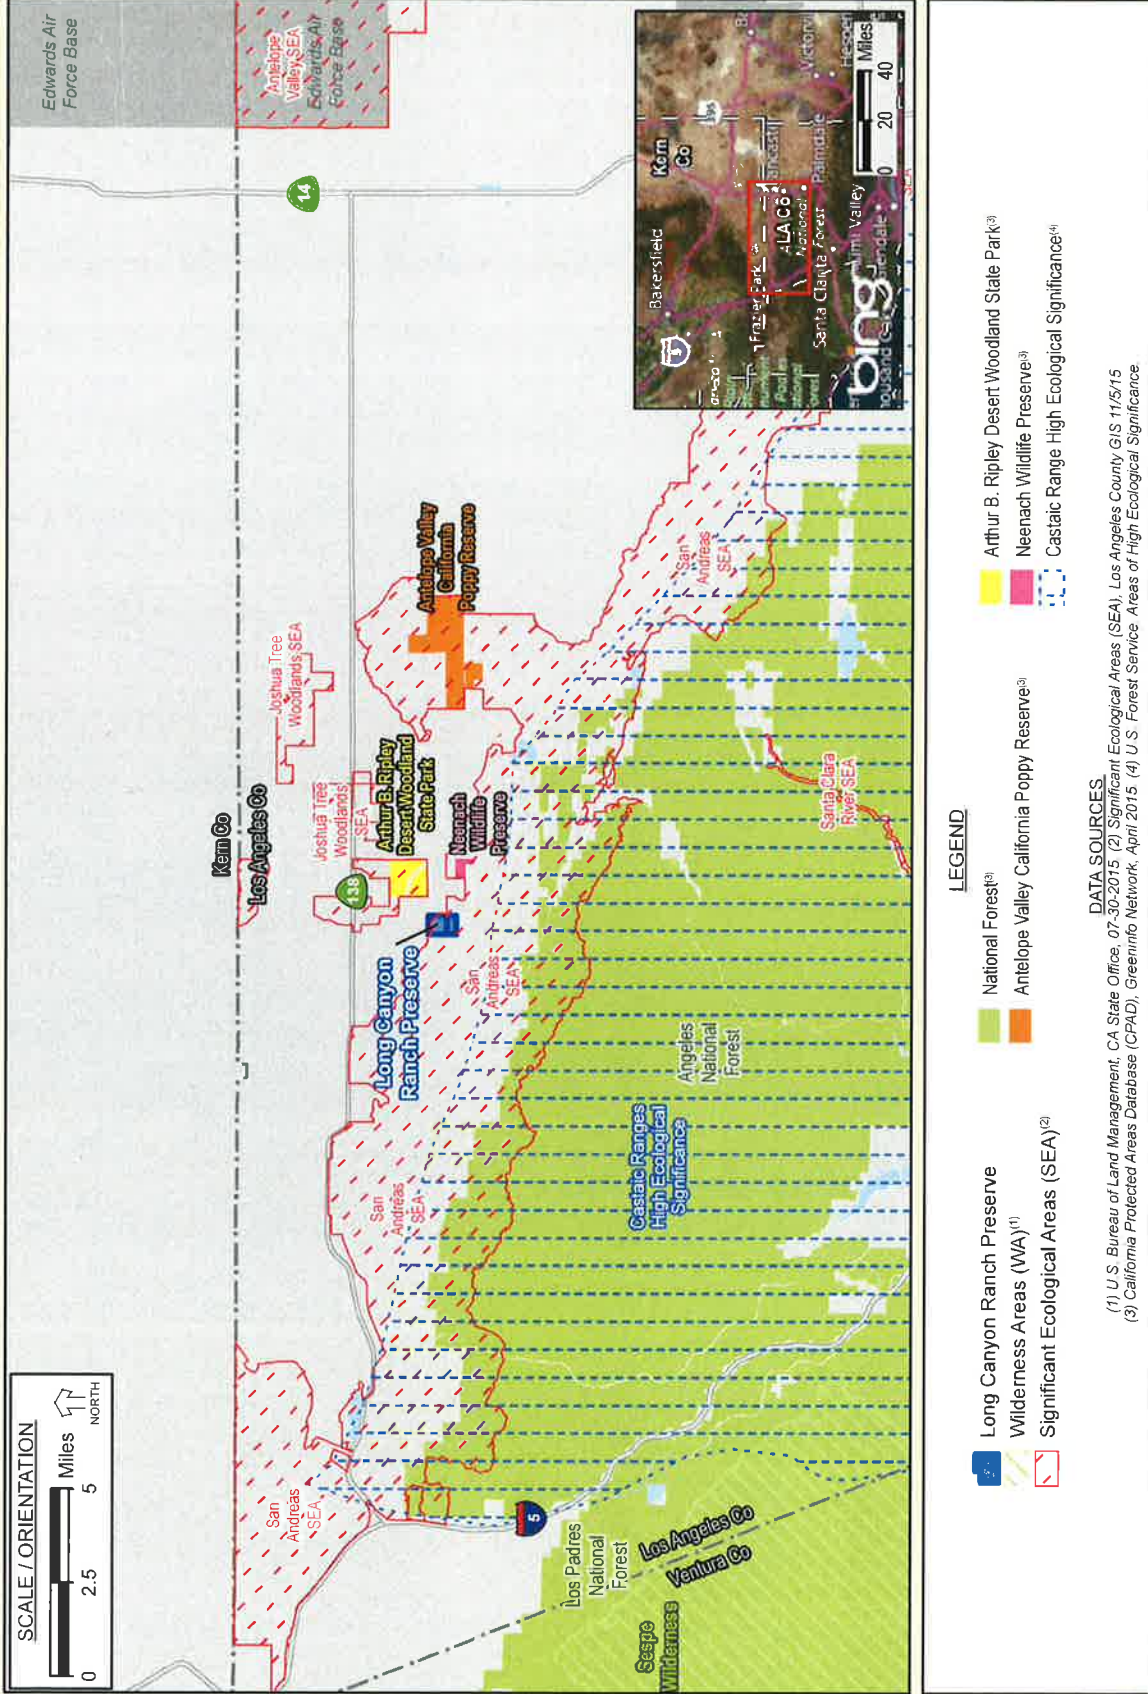 SCALE / ORIENTATION
0
2.5
5
Miles
NORTH
Edwards Air
Force Base
Antelope
Valley SEA
Edwards Air
Force Base
14
Kern Co
Los Angeles Co
Joshua Tree
Woodlands SEA
Joshua Tree
Woodlands
SEA
138
Arthur B. Ripley
Desert Woodland
State Park
Neenach
Wildlife
Preserve
Antelope Valley
California
Poppy Reserve
Long Canyon
Ranch Preserve
San
Andreas
SEA
San
Andreas
SEA
San
Andreas
SEA
San
Andreas
SEA
5
Los Padres
National
Forest
Los Angeles Co
Ventura Co
Sespe
Wilderness
Castaic Ranges
High Ecological
Significance
Angeles
National
Forest
Santa Clara
River SEA
Bakersfield
Kern
Co
Frazier Park
LA Co
National
Forest
Palmdale
Santa Clarita
Valley
bing
0
20
40
Miles
LEGEND
Long Canyon Ranch Preserve
Wilderness Areas (WA)(1)
Significant Ecological Areas (SEA)(2)
National Forest(3)
Antelope Valley California Poppy Reserve(3)
Arthur B. Ripley Desert Woodland State Park(3)
Neenach Wildlife Preserve(3)
Castaic Range High Ecological Significance(4)
DATA SOURCES
(1) U.S. Bureau of Land Management, CA State Office, 07-30-2015 (2) Significant Ecological Areas (SEA), Los Angeles County GIS 11/5/15
(3) California Protected Areas Database (CPAD), Greeninfo Network, April 2015 (4) U.S. Forest Service Areas of High Ecological Significance.